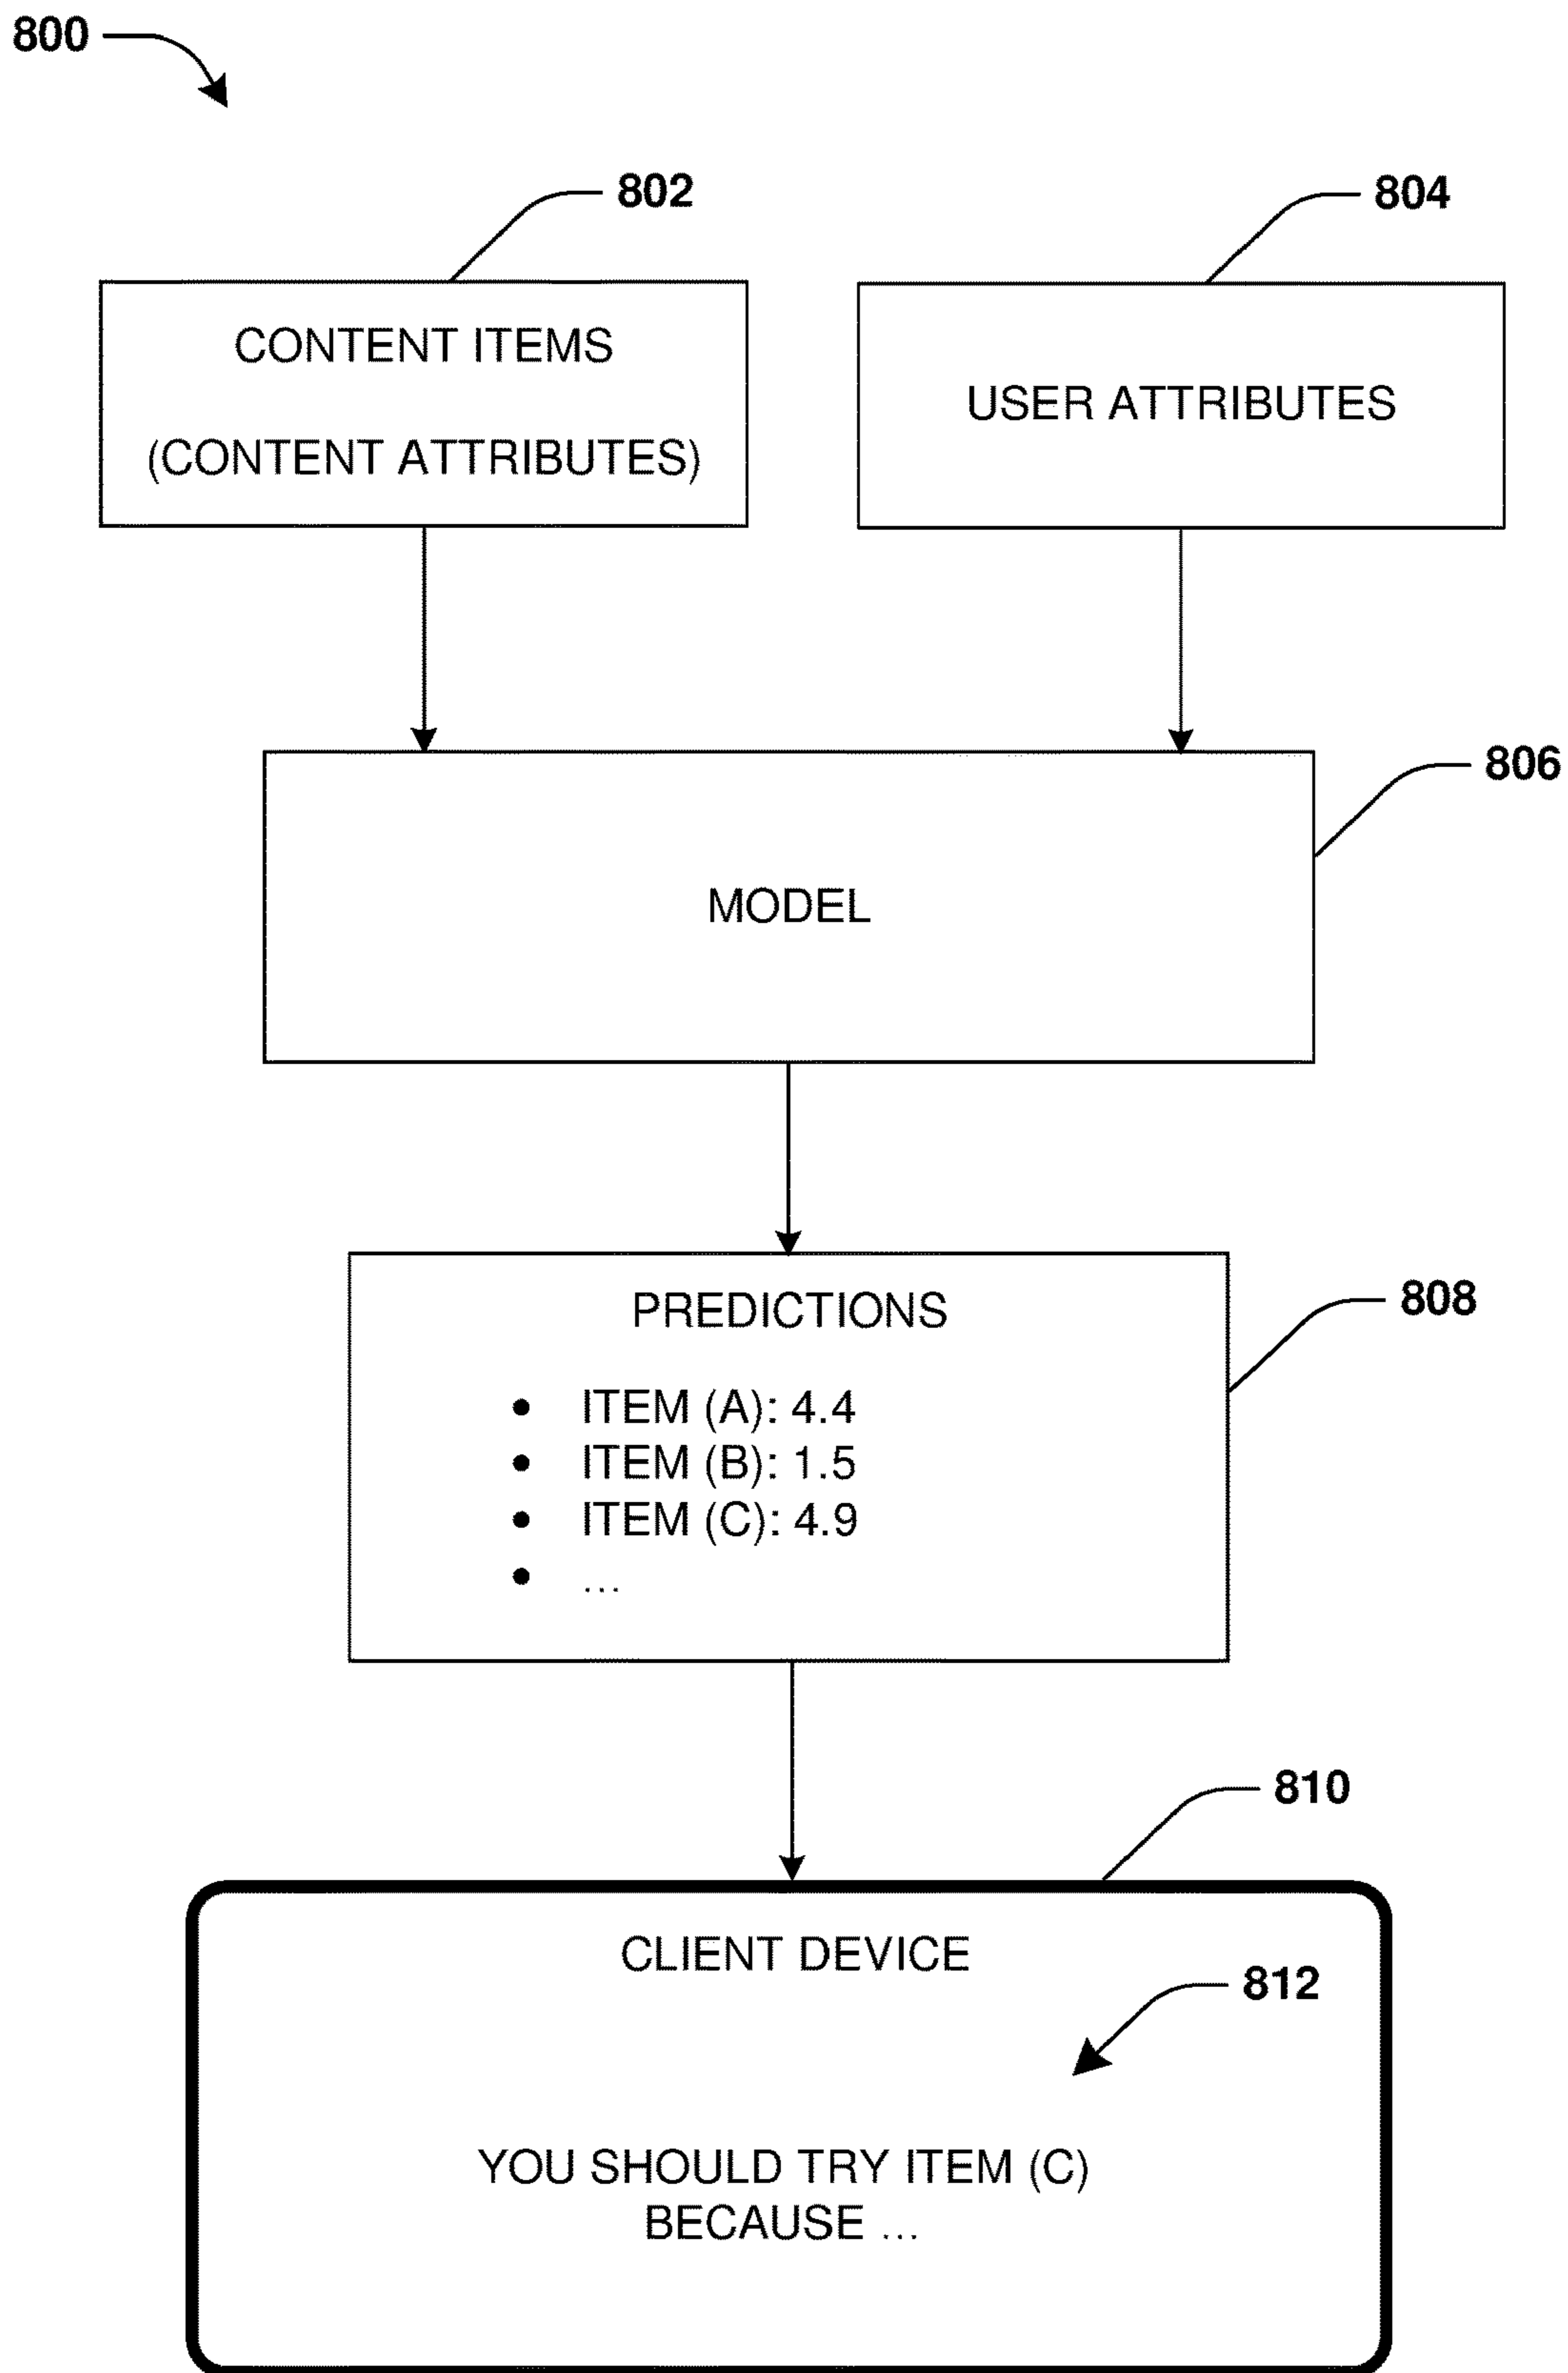 800
802
804
CONTENT ITEMS
(CONTENT ATTRIBUTES)
USER ATTRIBUTES
806
MODEL
808
PREDICTIONS
• ITEM (A): 4.4
• ITEM (B): 1.5
• ITEM (C): 4.9
• ...
810
CLIENT DEVICE
812
YOU SHOULD TRY ITEM (C)
BECAUSE ...